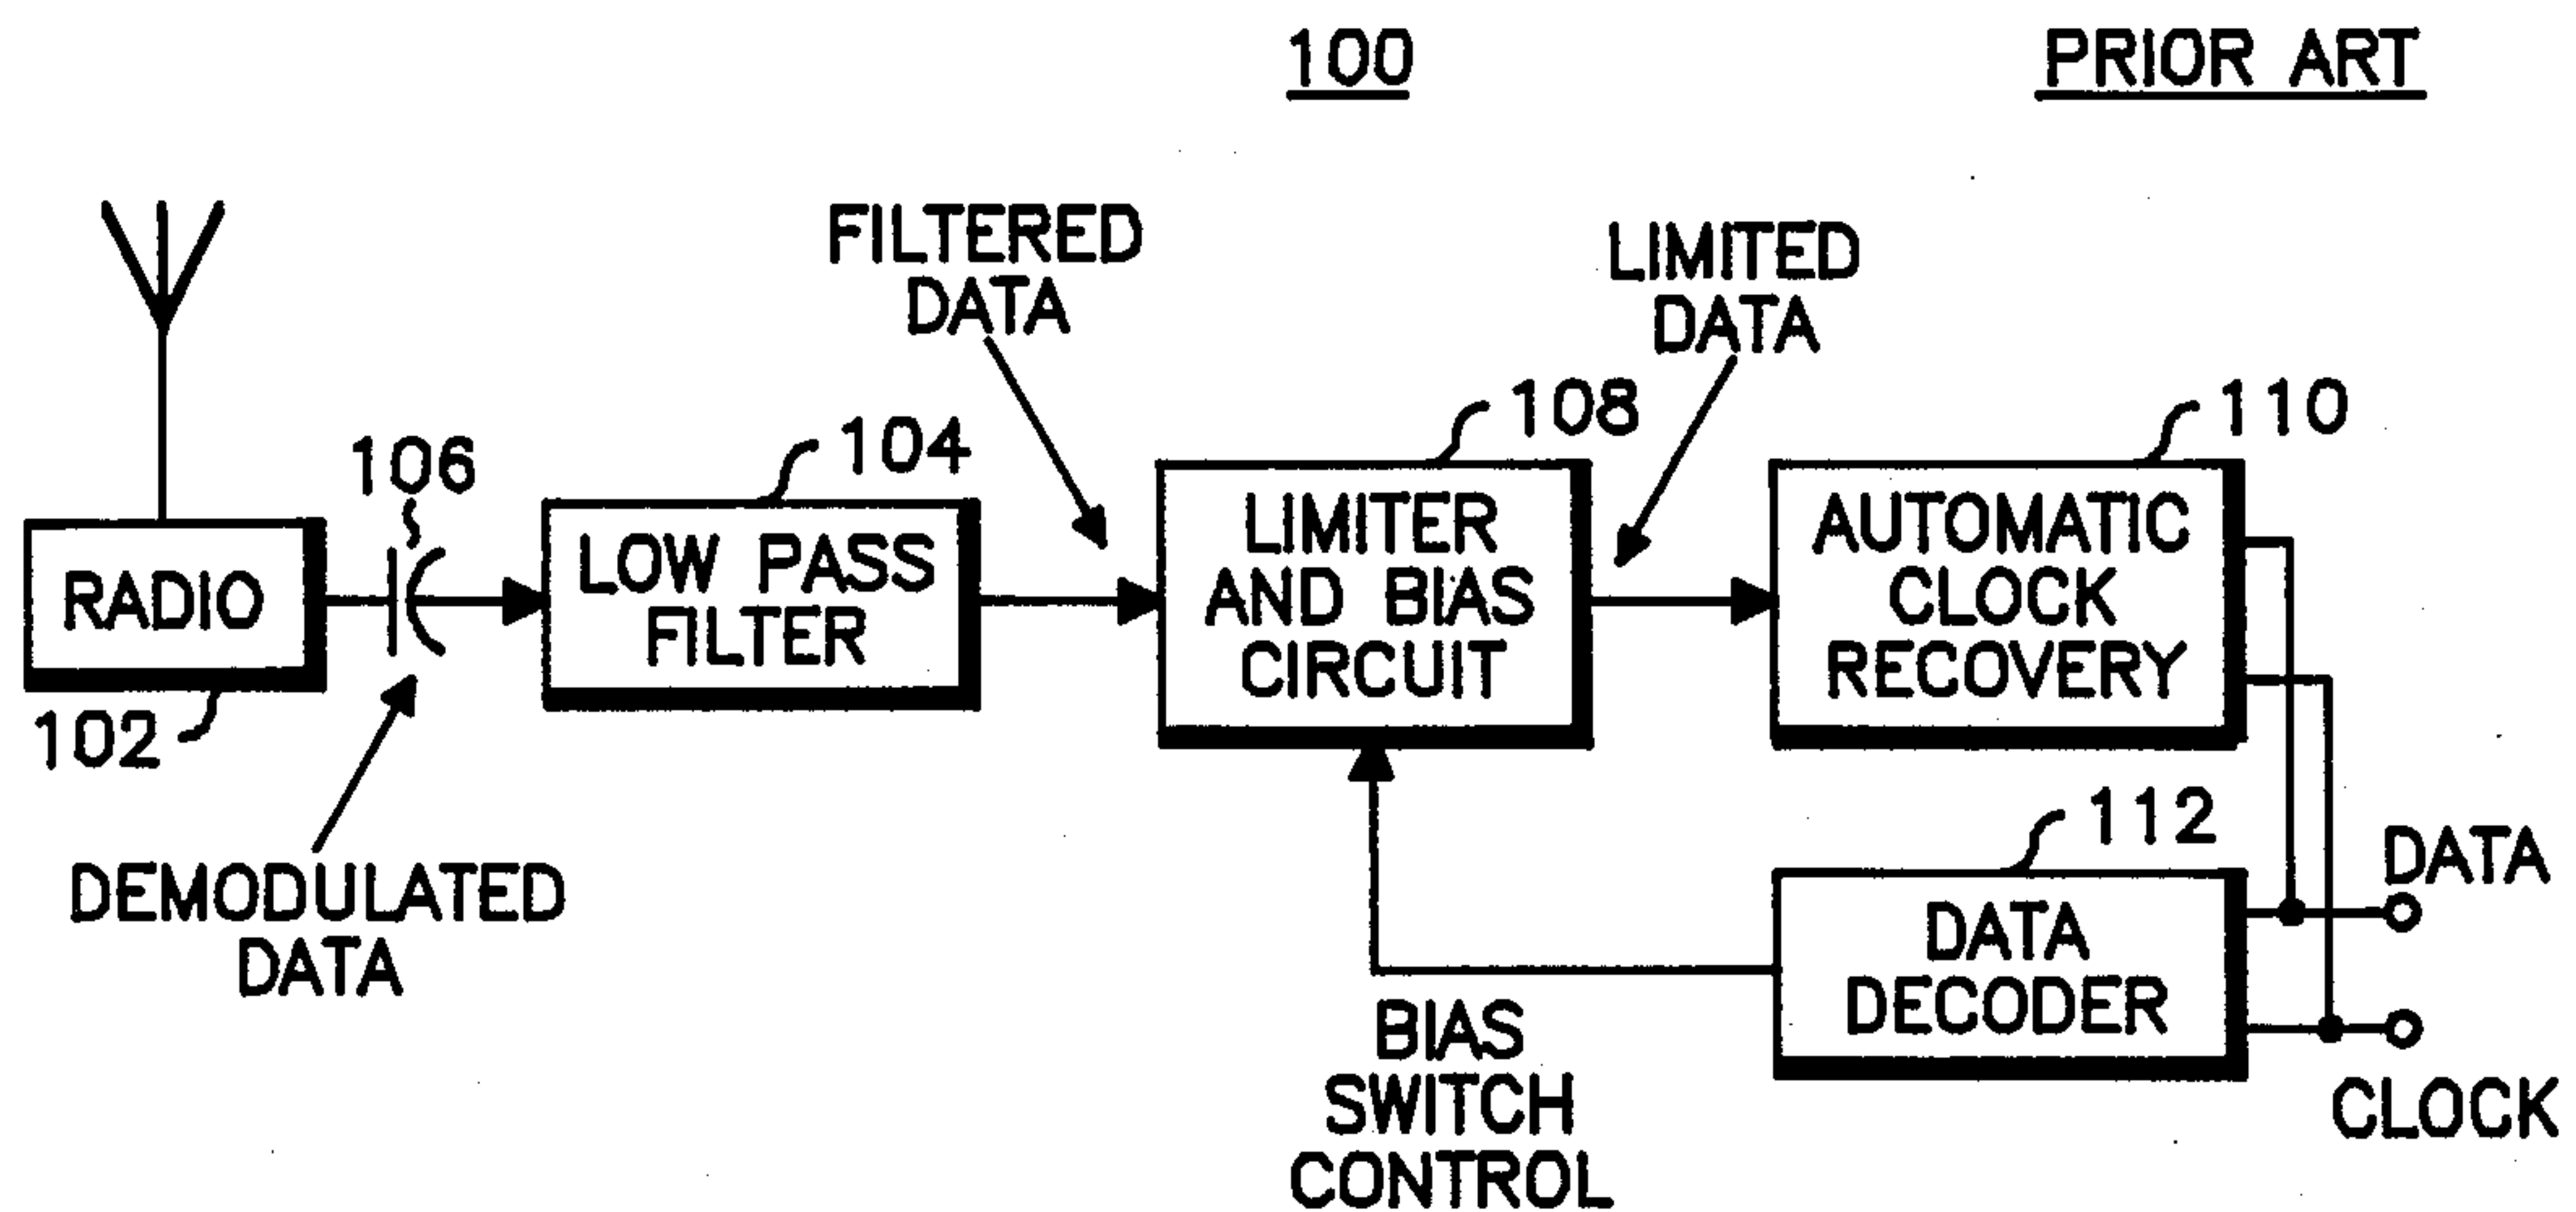 100
PRIOR ART
FILTERED
DATA
LIMITED
DATA
106
104
108
110
RADIO
LOW PASS
FILTER
LIMITER
AND BIAS
CIRCUIT
AUTOMATIC
CLOCK
RECOVERY
102
DEMODULATED
DATA
112
DATA
DECODER
DATA
CLOCK
BIAS
SWITCH
CONTROL